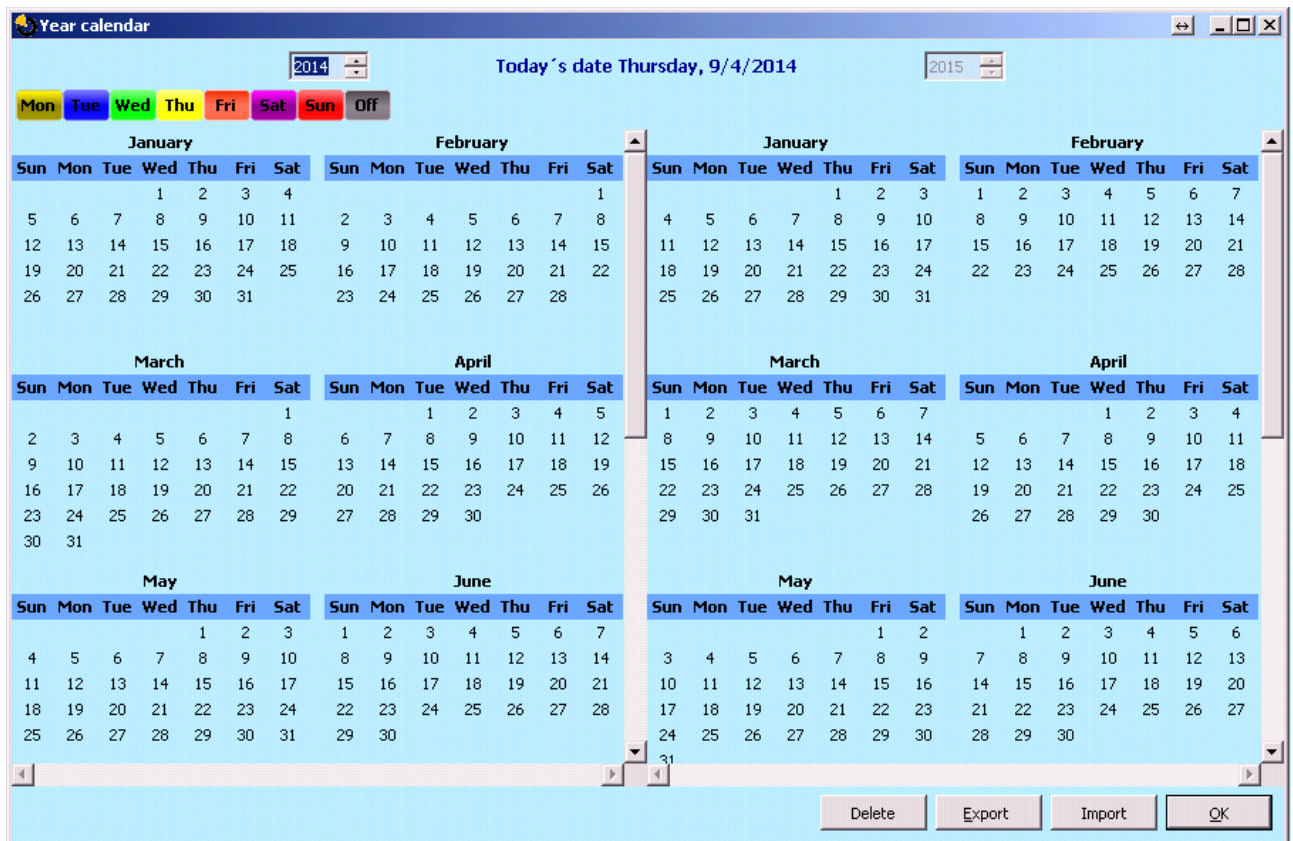 Year calendar
2014 Today´s date Thursday, 9/4/2014 2015
Mon Tue Wed Thu Fri Sat Sun Off
January February January February
Sun Mon Tue Wed Thu Fri Sat Sun Mon Tue Wed Thu Fri Sat Sun Mon Tue Wed Thu Fri Sat Sun Mon Tue Wed Thu Fri Sat
1 2 3 4 1 1 2 3 1 2 3 4 5 6 7
5 6 7 8 9 10 11 2 3 4 5 6 7 8 4 5 6 7 8 9 10 8 9 10 11 12 13 14
12 13 14 15 16 17 18 9 10 11 12 13 14 15 11 12 13 14 15 16 17 15 16 17 18 19 20 21
19 20 21 22 23 24 25 16 17 18 19 20 21 22 18 19 20 21 22 23 24 22 23 24 25 26 27 28
26 27 28 29 30 31 23 24 25 26 27 28 25 26 27 28 29 30 31
March April March April
Sun Mon Tue Wed Thu Fri Sat Sun Mon Tue Wed Thu Fri Sat Sun Mon Tue Wed Thu Fri Sat Sun Mon Tue Wed Thu Fri Sat
1 1 2 3 4 5 1 2 3 4 5 6 7 1 2 3 4
2 3 4 5 6 7 8 6 7 8 9 10 11 12 8 9 10 11 12 13 14 5 6 7 8 9 10 11
9 10 11 12 13 14 15 13 14 15 16 17 18 19 15 16 17 18 19 20 21 12 13 14 15 16 17 18
16 17 18 19 20 21 22 20 21 22 23 24 25 26 22 23 24 25 26 27 28 19 20 21 22 23 24 25
23 24 25 26 27 28 29 27 28 29 30 29 30 31 26 27 28 29 30
30 31
May June May June
Sun Mon Tue Wed Thu Fri Sat Sun Mon Tue Wed Thu Fri Sat Sun Mon Tue Wed Thu Fri Sat Sun Mon Tue Wed Thu Fri Sat
1 2 3 1 2 3 4 5 6 7 1 2 1 2 3 4 5 6
4 5 6 7 8 9 10 8 9 10 11 12 13 14 3 4 5 6 7 8 9 7 8 9 10 11 12 13
11 12 13 14 15 16 17 15 16 17 18 19 20 21 10 11 12 13 14 15 16 14 15 16 17 18 19 20
18 19 20 21 22 23 24 22 23 24 25 26 27 28 17 18 19 20 21 22 23 21 22 23 24 25 26 27
25 26 27 28 29 30 31 29 30 24 25 26 27 28 29 30 28 29 30
31
Delete Export Import OK